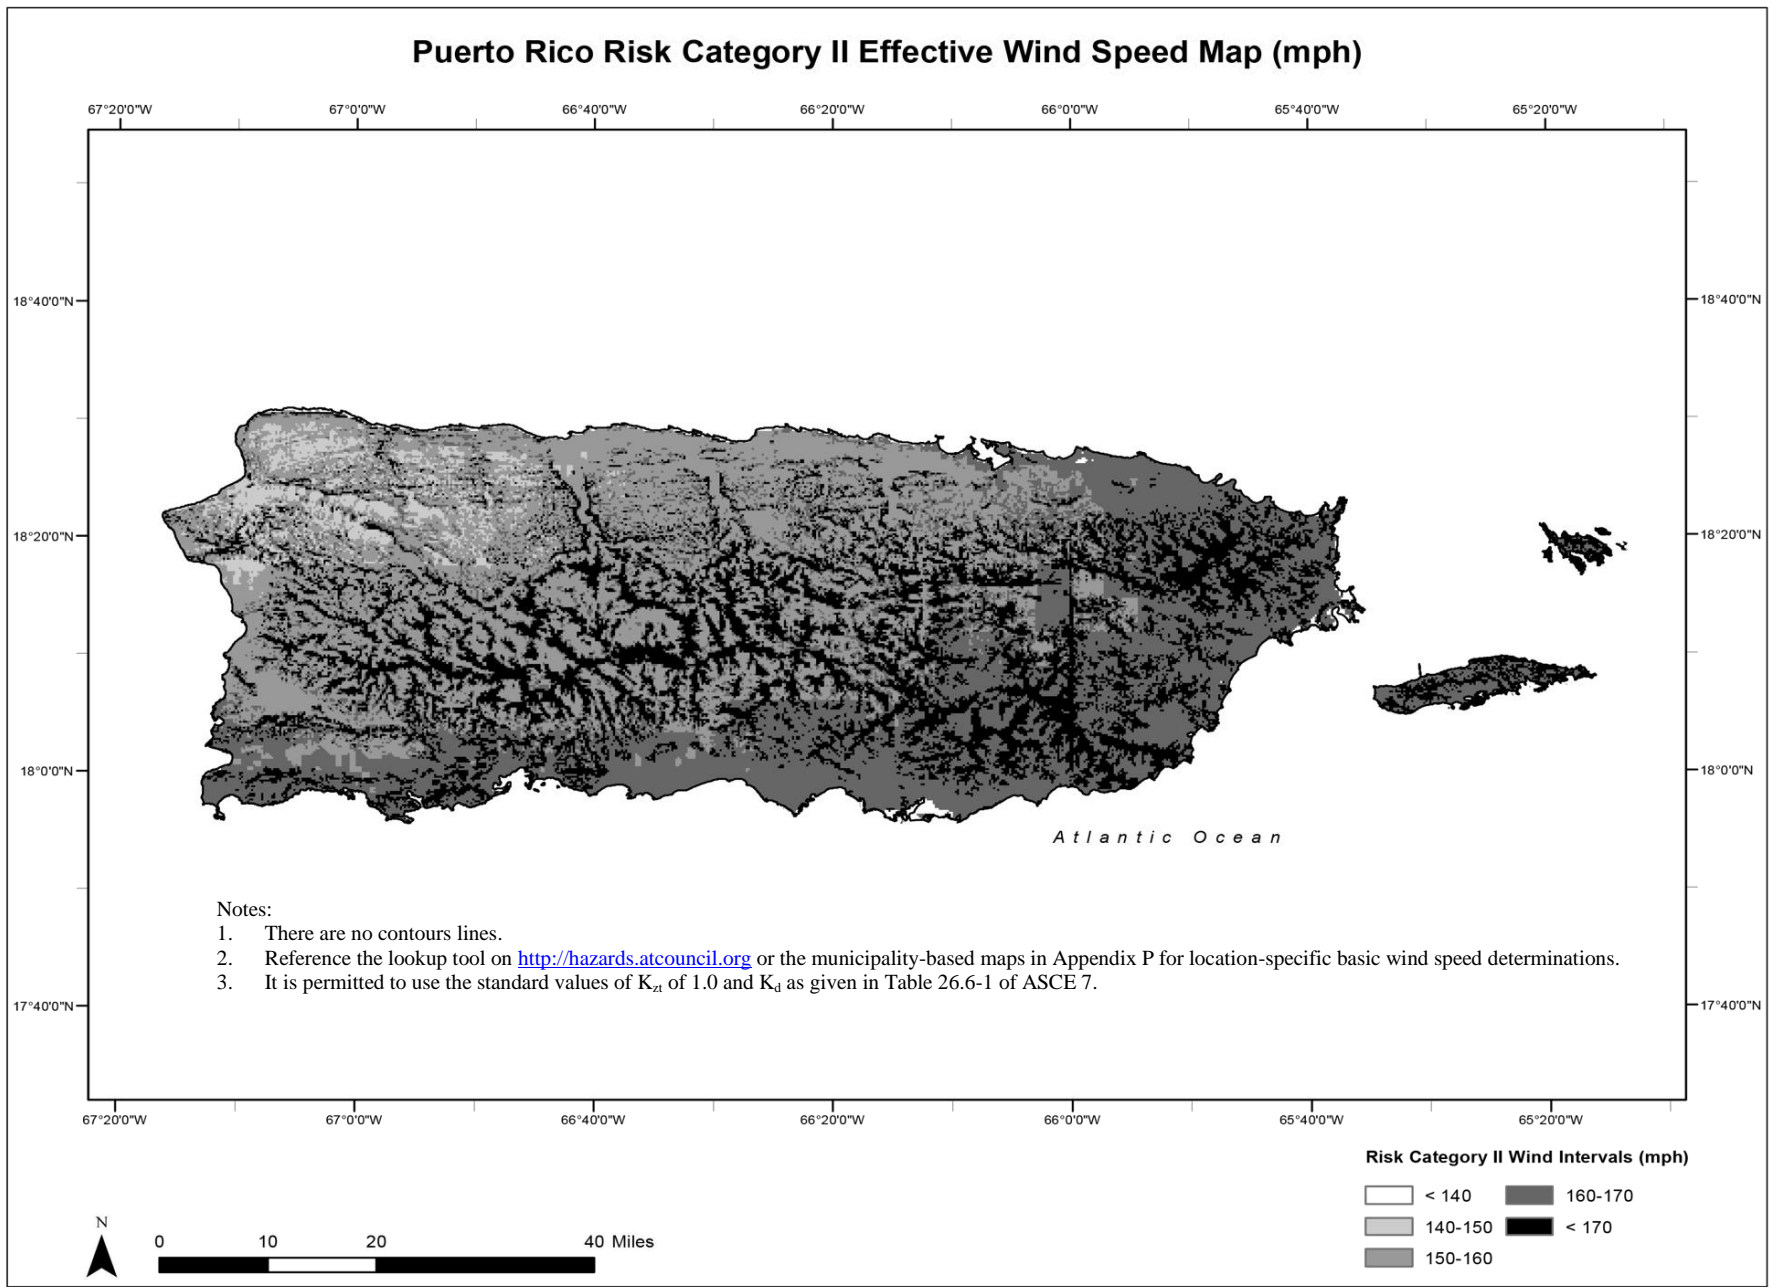 Puerto Rico Risk Category II Effective Wind Speed Map (mph)
67°20'0"W 67°0'0"W 66°40'0"W 66°20'0"W 66°0'0"W 65°40'0"W 65°20'0"W
18°40'0"N 18°40'0"N
18°20'0"N 18°20'0"N
18°0'0"N 18°0'0"N
Atlantic Ocean
Notes:
1. There are no contours lines.
2. Reference the lookup tool on http://hazards.atcouncil.org or the municipality-based maps in Appendix P for location-specific basic wind speed determinations.
3. It is permitted to use the standard values of Kzt of 1.0 and Kd as given in Table 26.6-1 of ASCE 7.
17°40'0"N 17°40'0"N
67°20'0"W 67°0'0"W 66°40'0"W 66°20'0"W 66°0'0"W 65°40'0"W 65°20'0"W
Risk Category II Wind Intervals (mph)
< 140 160-170
140-150 < 170
150-160
N
0 10 20 40 Miles